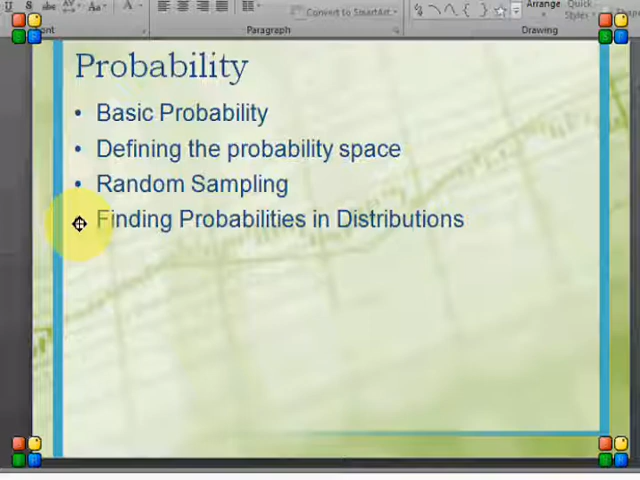 Convert to SmartArt
Arrange
Quick
Styles
ont
Paragraph
Drawing
Probability
• Basic Probability
• Defining the probability space
• Random Sampling
Finding Probabilities in Distributions